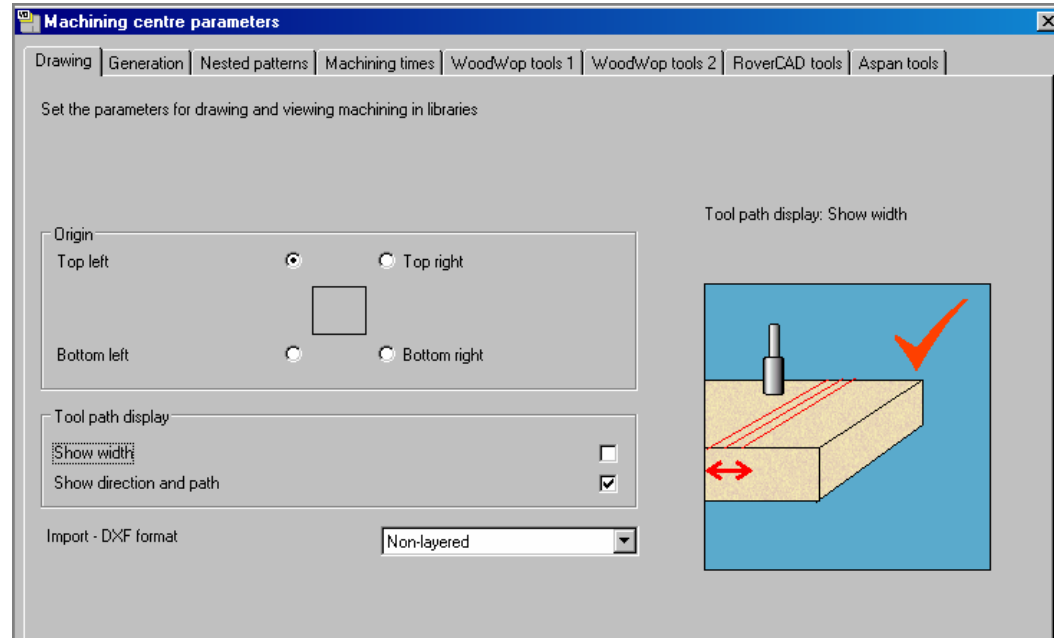 Machining centre parameters
Drawing Generation Nested patterns Machining times WoodWop tools 1 WoodWop tools 2 RoverCAD tools Aspan tools
Set the parameters for drawing and viewing machining in libraries
Tool path display: Show width
Origin
Top left Top right
Bottom left Bottom right
Tool path display
Show width
Show direction and path
Import - DXF format Non-layered